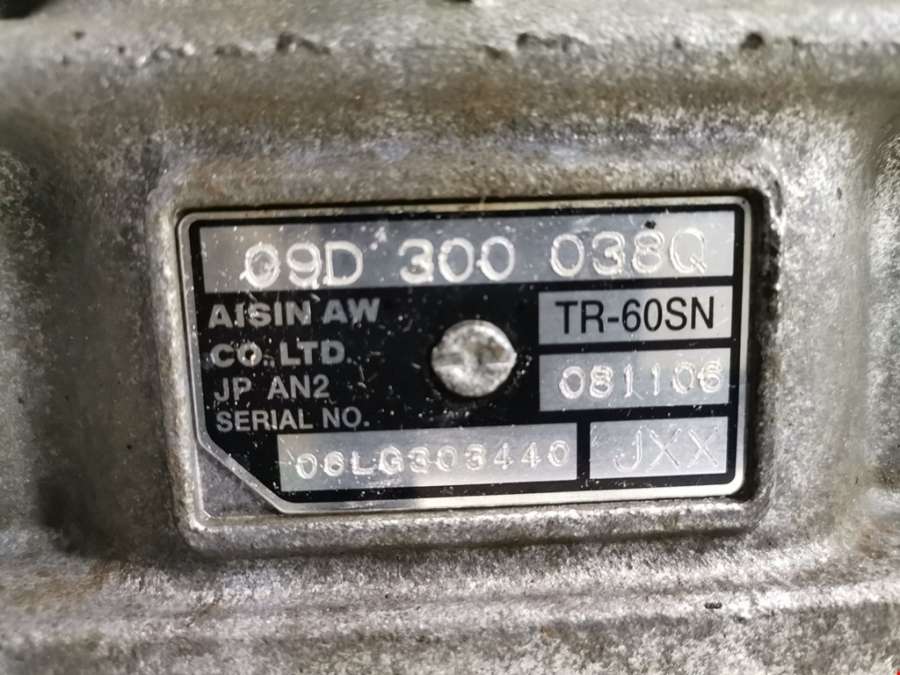 09D 300 038Q
AISIN AW
CO.,LTD
JP AN2
SERIAL NO.
TR-60SN
081106
06LG303440
JXX